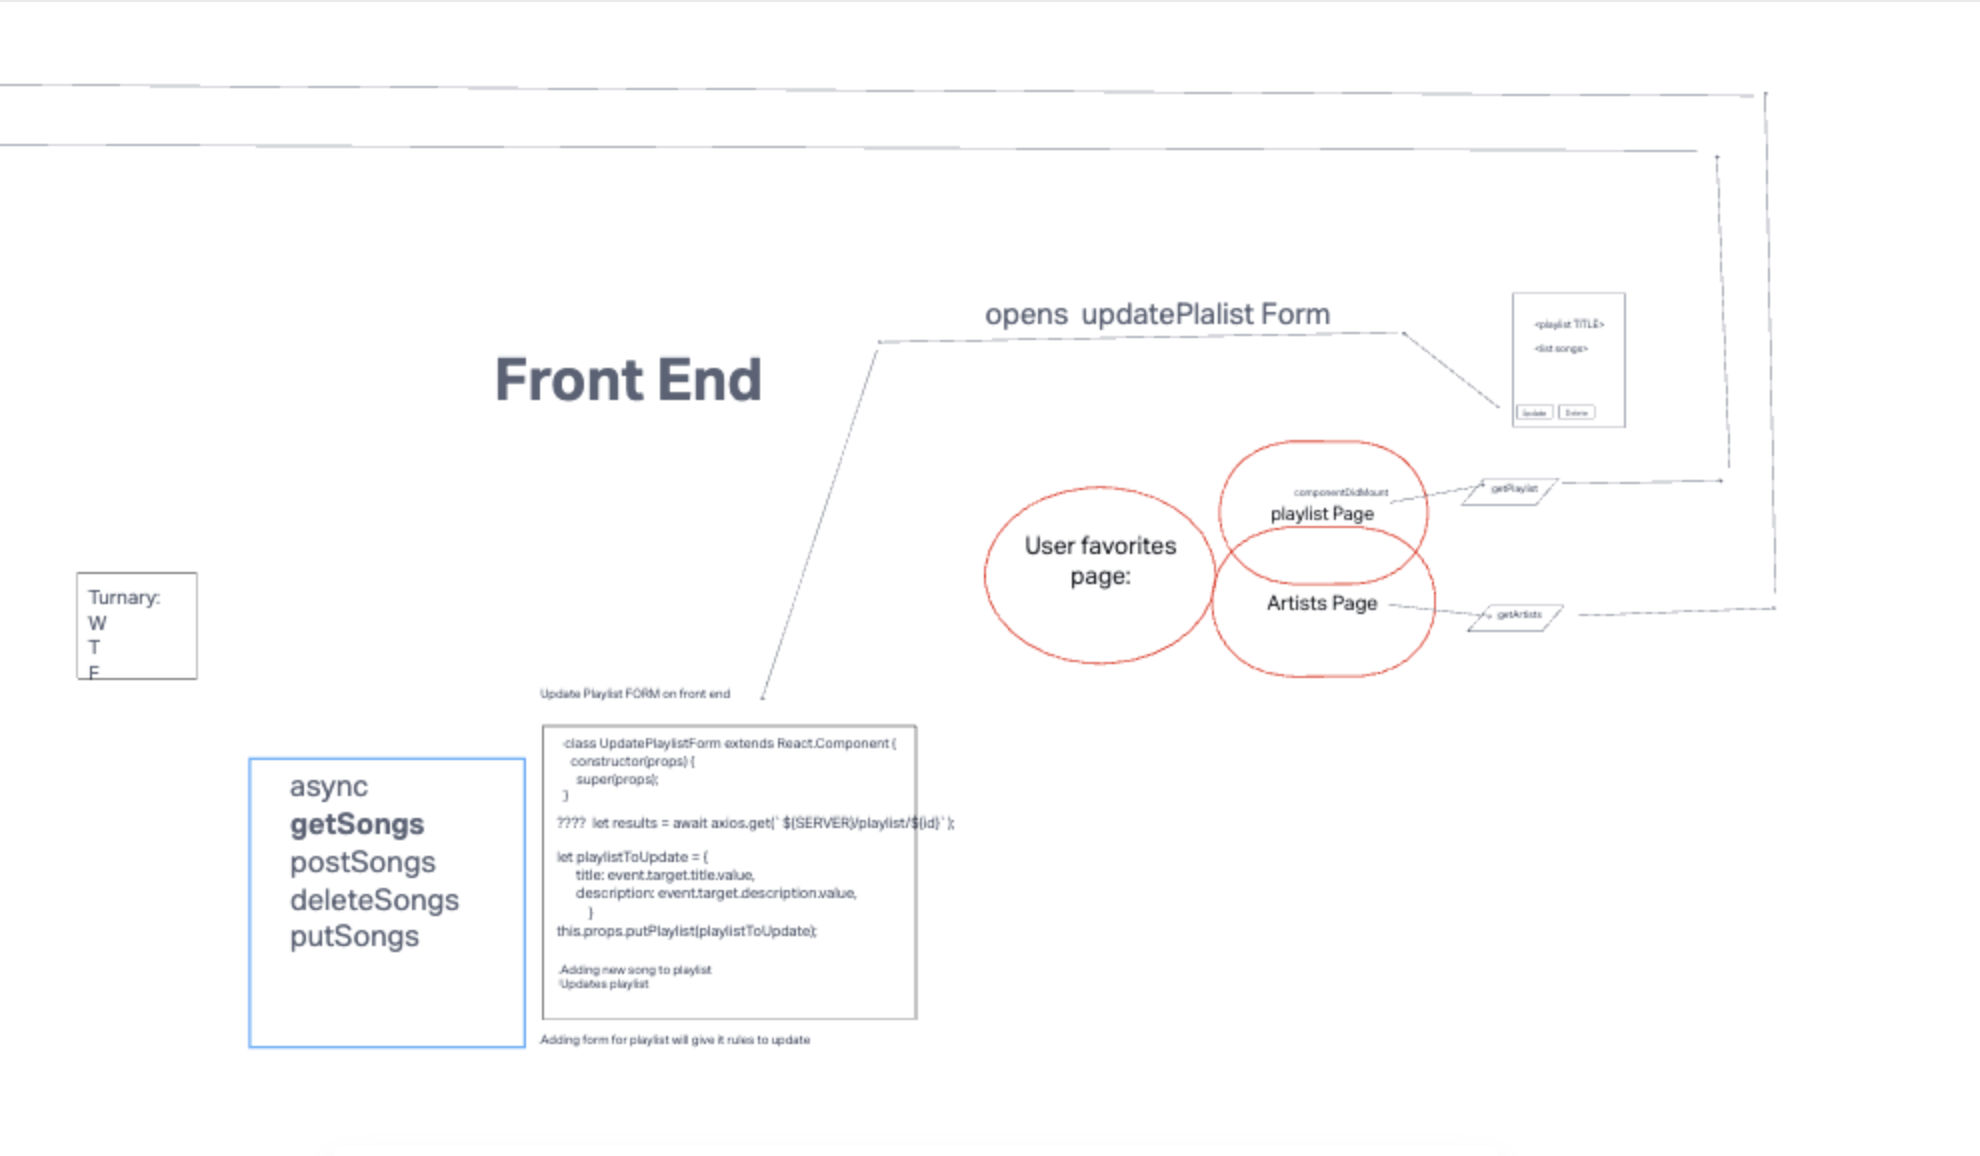 opens updatePlalist Form
<playlist TITLE>
<list songs>
Update Delete
Front End
componentDidMount
playlist Page
getPlaylist
User favorites
page:
Artists Page
getArtists
Turnary:
W
T
F
Update Playlist FORM on front end
class UpdatePlaylistForm extends React.Component {
constructor(props) {
super(props);
}
???? let results = await axios.get(`${SERVER}/playlist/${id}`);
let playlistToUpdate = {
title: event.target.title.value,
description: event.target.description.value,
}
this.props.putPlaylist(playlistToUpdate);
.Adding new song to playlist
Updates playlist
Adding form for playlist will give it rules to update
async
getSongs
postSongs
deleteSongs
putSongs